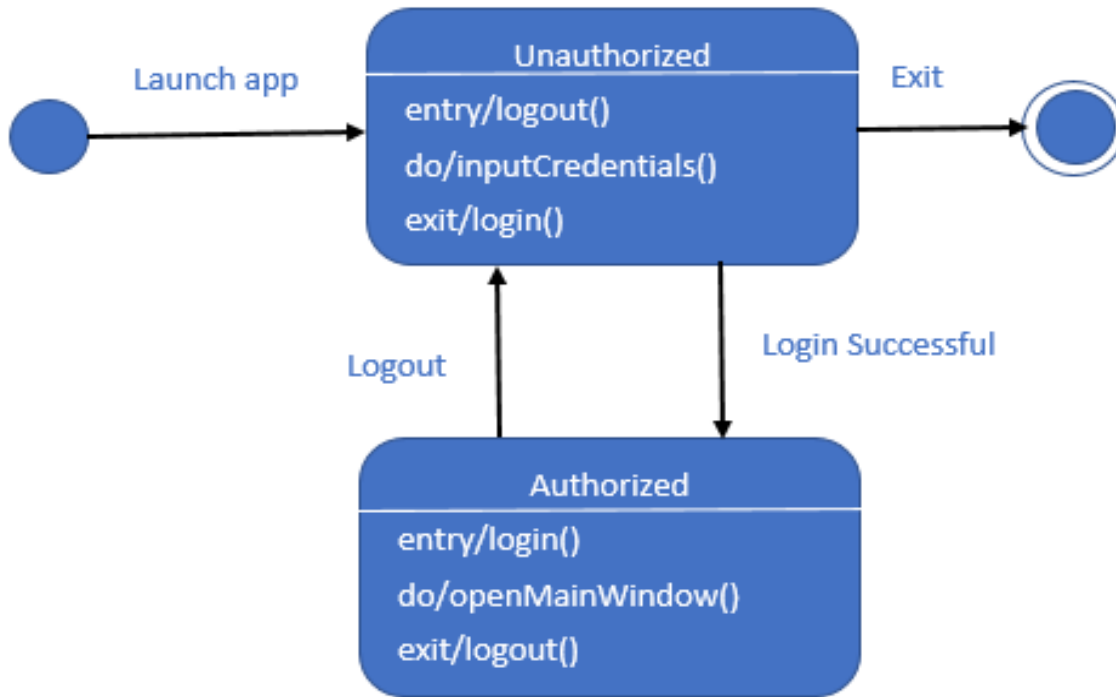 Launch app
Unauthorized
entry/logout()
do/inputCredentials()
exit/login()
Exit
Logout
Login Successful
Authorized
entry/login()
do/openMainWindow()
exit/logout()